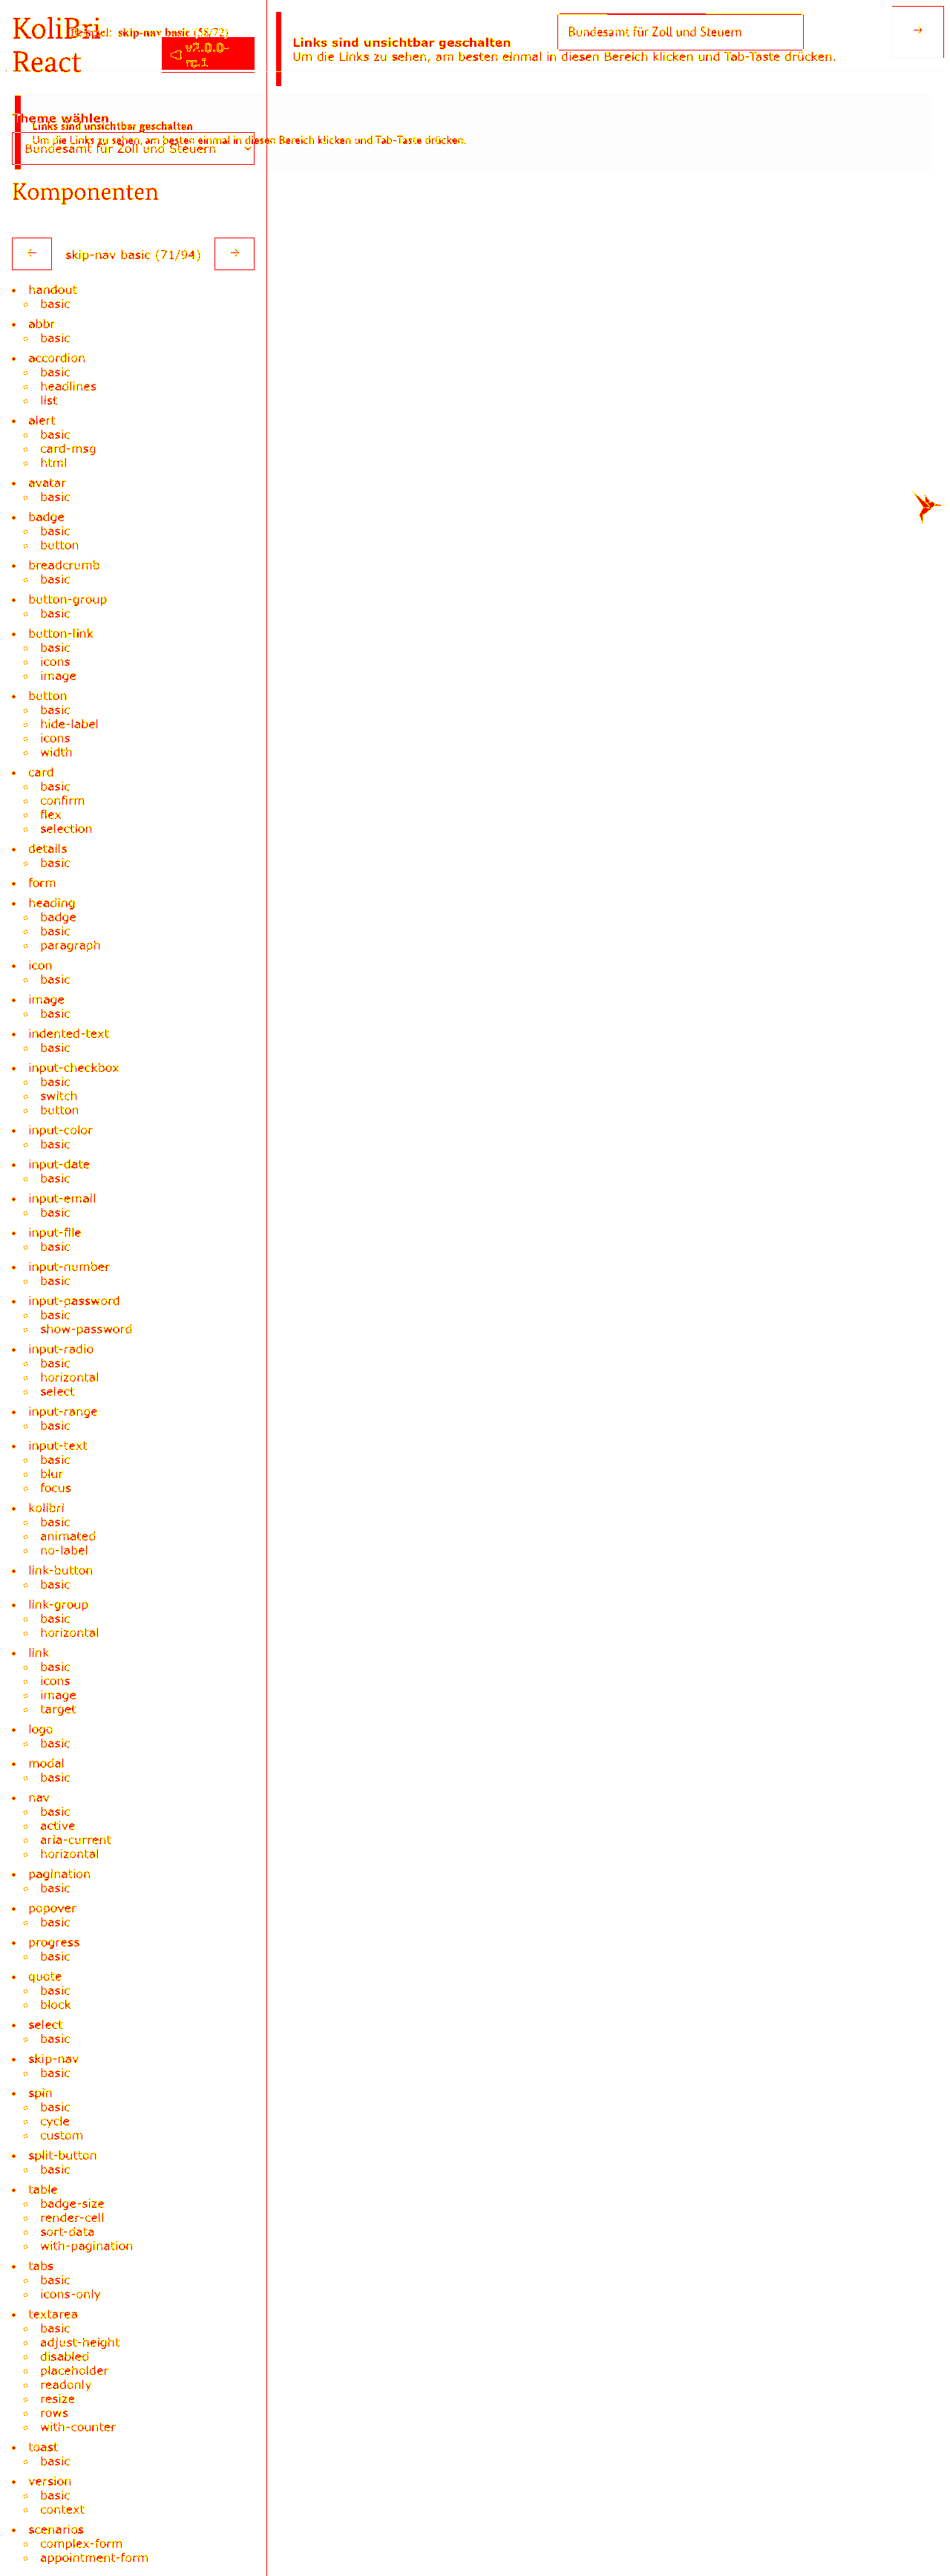 KoliBri
React
skip-nav basic (58/72)
v2.0.0-
rc.1
Links sind unsichtbar geschalten
Um die Links zu sehen, am besten einmal in diesen Bereich klicken und Tab-Taste drücken.
Bundesamt für Zoll und Steuern
→
Theme wählen
Links sind unsichtbar geschalten
Um die Links zu sehen, am besten einmal in diesen Bereich klicken und Tab-Taste drücken.
Bundesamt für Zoll und Steuern
Komponenten
← skip-nav basic (71/94) →
handout
basic
abbr
basic
accordion
basic
headlines
list
alert
basic
card-msg
html
avatar
basic
badge
basic
button
breadcrumb
basic
button-group
basic
button-link
basic
icons
image
button
basic
hide-label
icons
width
card
basic
confirm
flex
selection
details
basic
form
heading
badge
basic
paragraph
icon
basic
image
basic
indented-text
basic
input-checkbox
basic
switch
button
input-color
basic
input-date
basic
input-email
basic
input-file
basic
input-number
basic
input-password
basic
show-password
input-radio
basic
horizontal
select
input-range
basic
input-text
basic
blur
focus
kolibri
basic
animated
no-label
link-button
basic
link-group
basic
horizontal
link
basic
icons
image
target
logo
basic
modal
basic
nav
basic
active
aria-current
horizontal
pagination
basic
popover
basic
progress
basic
quote
basic
block
select
basic
skip-nav
basic
spin
basic
cycle
custom
split-button
basic
table
badge-size
render-cell
sort-data
with-pagination
tabs
basic
icons-only
textarea
basic
adjust-height
disabled
placeholder
readonly
resize
rows
with-counter
toast
basic
version
basic
context
scenarios
complex-form
appointment-form